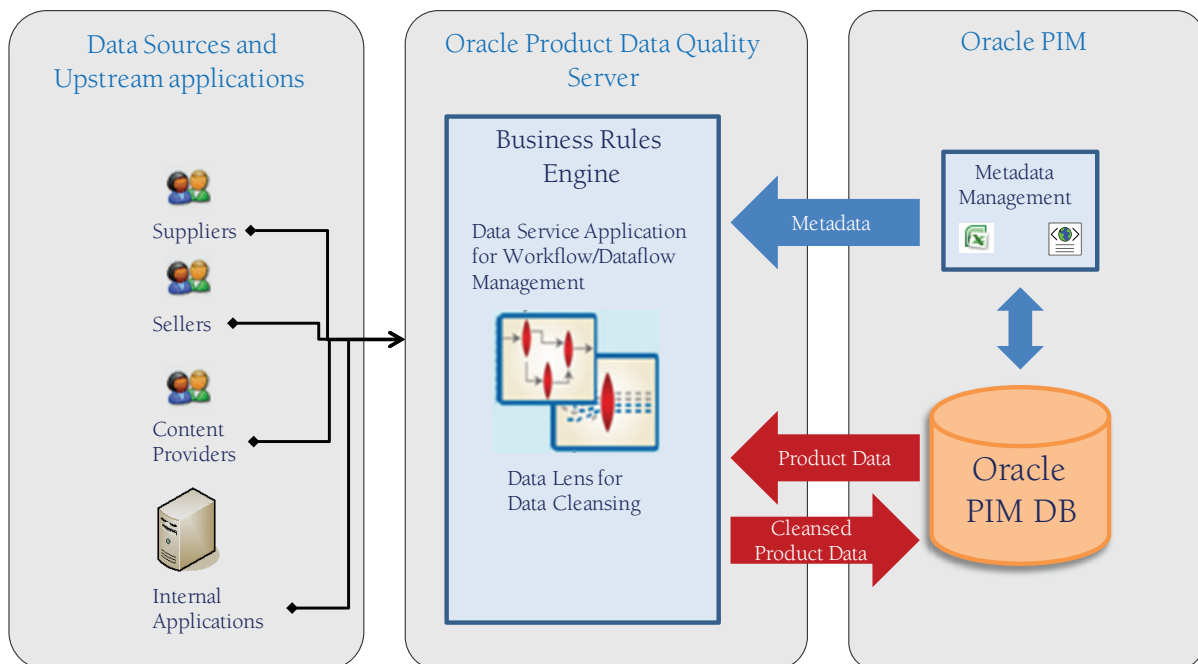 Data Sources and
Upstream applications
Suppliers
Sellers
Content
Providers
Internal
Applications
Oracle Product Data Quality
Server
Business Rules
Engine
Data Service Application
for Workflow/Dataflow
Management
Data Lens for
Data Cleansing
Metadata
Product Data
Cleansed
Product Data
Oracle PIM
Metadata
Management
Oracle
PIM DB